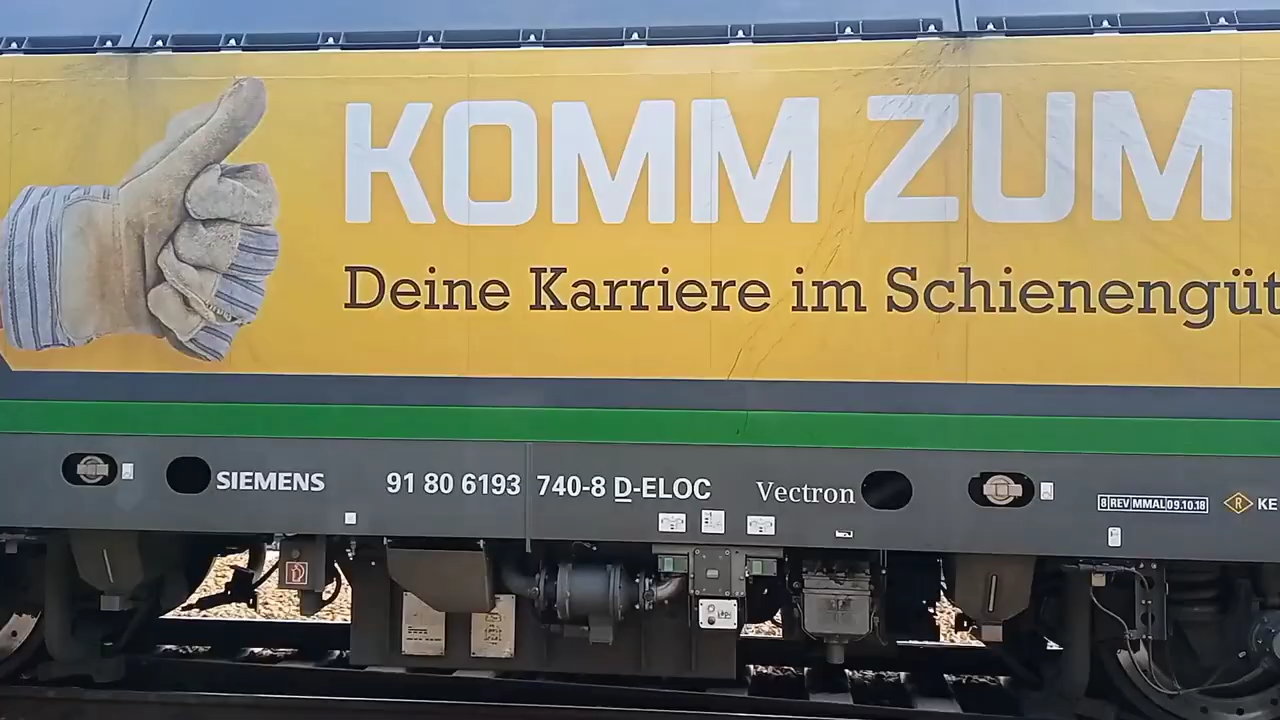 KOMM ZUM
Deine Karriere im Schienengüt
SIEMENS
91 80 6193 740-8 D-ELOC
Vectron
8 REV MMAL 09.10.18
R
KE